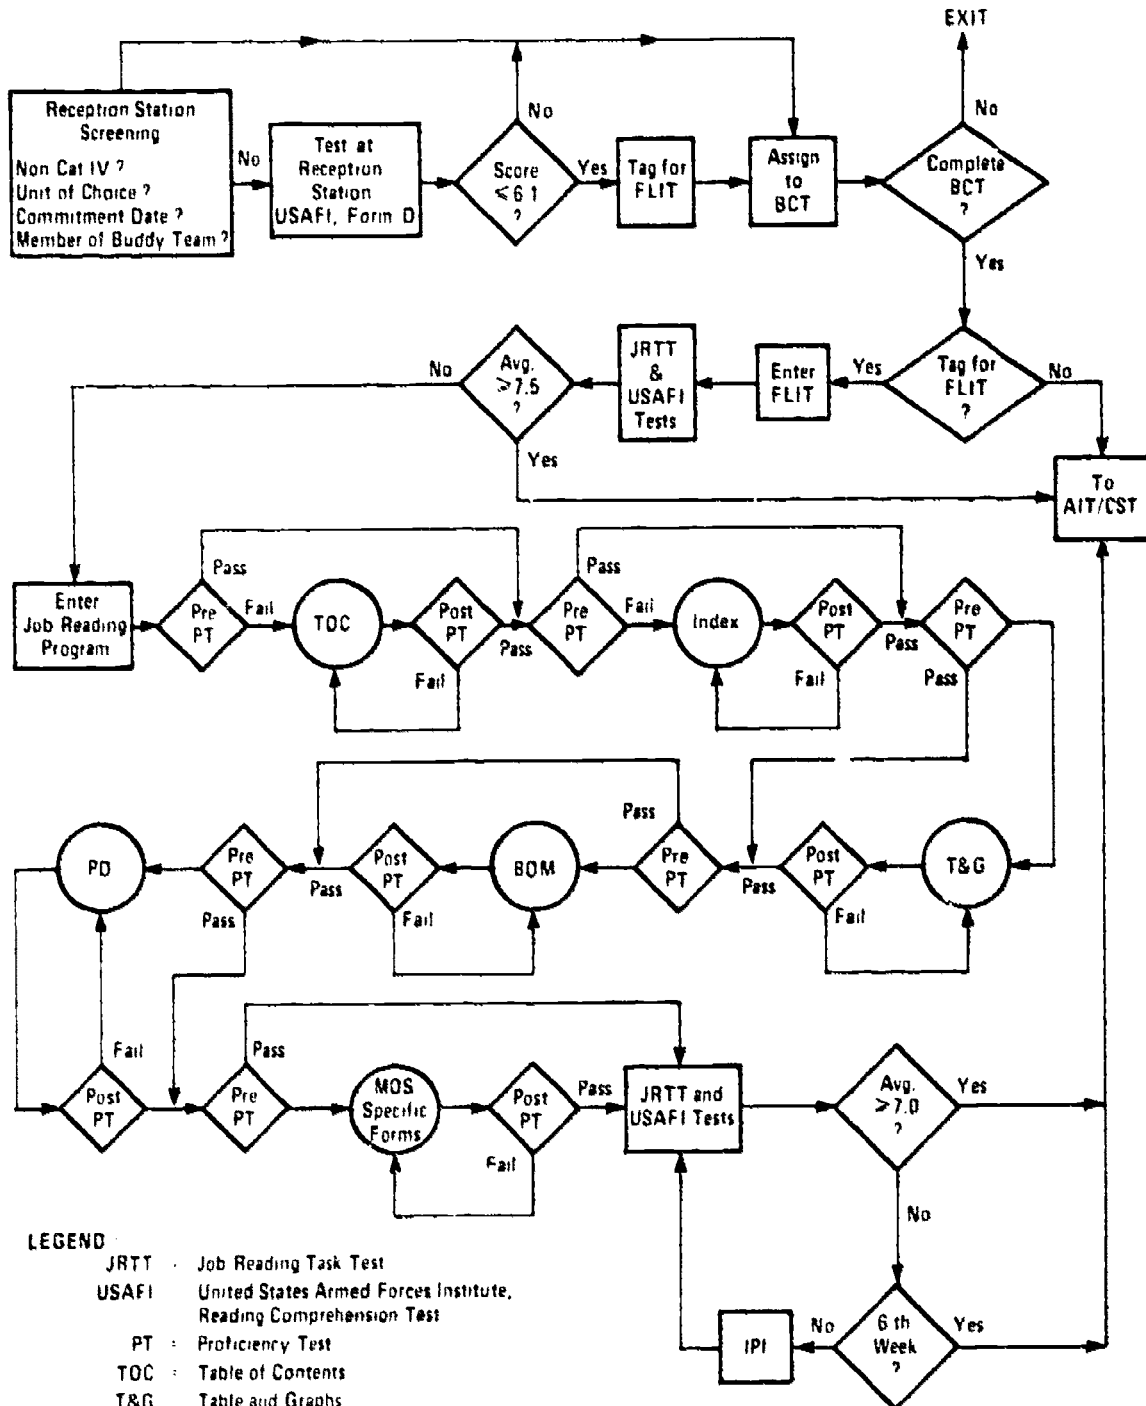 EXIT
Reception Station
Screening
Non Cat IV ?
Unit of Choice ?
Commitment Date ?
Member of Buddy Team ?
No
Test at
Reception
Station
USAFI, Form D
No
Score
≤ 6.1
?
Yes
Tag for
FLIT
Assign
to
BCT
No
Complete
BCT
?
Yes
No
Avg.
≥ 7.5
?
Yes
JRTT
&
USAFI
Tests
Enter
FLIT
Yes
Tag for
FLIT
?
No
To
AIT/CST
Enter
Job Reading
Program
Pass
Pre
PT
Fail
TOC
Post
PT
Fail
Pass
Pass
Pre
PT
Fail
Index
Post
PT
Fail
Pass
Pre
PT
Pass
PD
Pre
PT
Pass
Pass
Post
PT
Fail
BOM
Pass
Pre
PT
Pass
Post
PT
Fail
T&G
Fail
Post
PT
Pass
Pre
PT
MOS
Specific
Forms
Post
PT
Fail
Pass
JRTT and
USAFI Tests
Avg.
≥ 7.0
?
Yes
No
IPI
No
6 th
Week
?
Yes
LEGEND
JRTT - Job Reading Task Test
USAFI United States Armed Forces Institute,
Reading Comprehension Test
PT = Proficiency Test
TOC = Table of Contents
T&G Table and Graphs